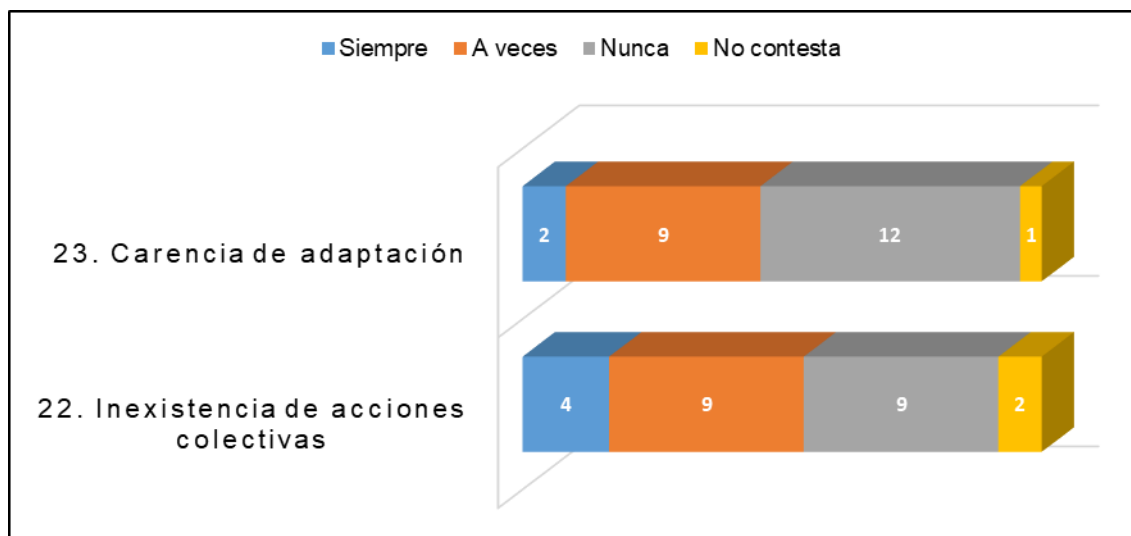 Siempre A veces Nunca No contesta
23. Carencia de adaptación
2 9 12 1
22. Inexistencia de acciones
colectivas
4 9 9 2